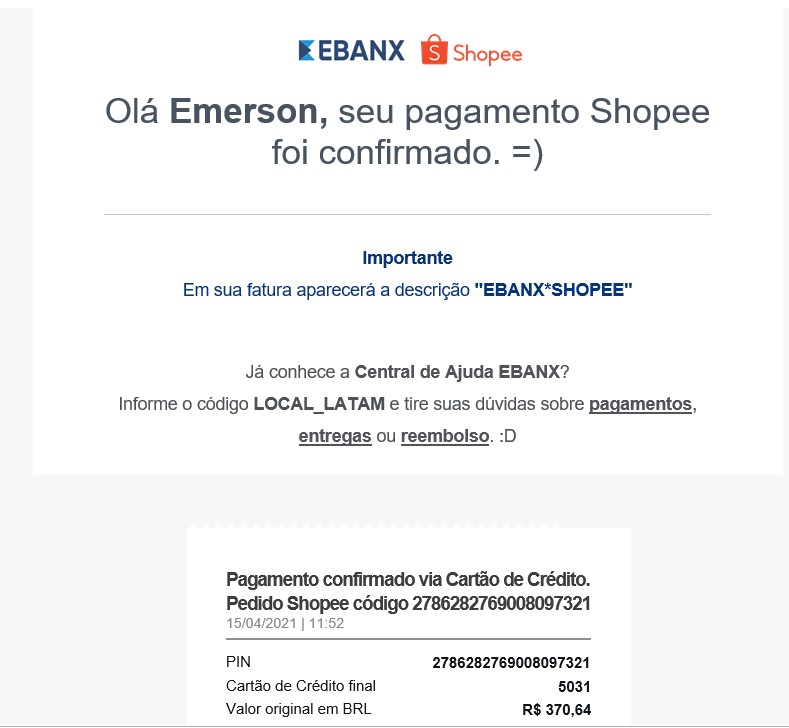 EBANX Shopee
Olá Emerson, seu pagamento Shopee
foi confirmado. =)
Importante
Em sua fatura aparecerá a descrição "EBANX*SHOPEE"
Já conhece a Central de Ajuda EBANX?
Informe o código LOCAL_LATAM e tire suas dúvidas sobre pagamentos,
entregas ou reembolso. :D
Pagamento confirmado via Cartão de Crédito.
Pedido Shopee código 2786282769008097321
15/04/2021 | 11:52
PIN 2786282769008097321
Cartão de Crédito final 5031
Valor original em BRL R$ 370,64